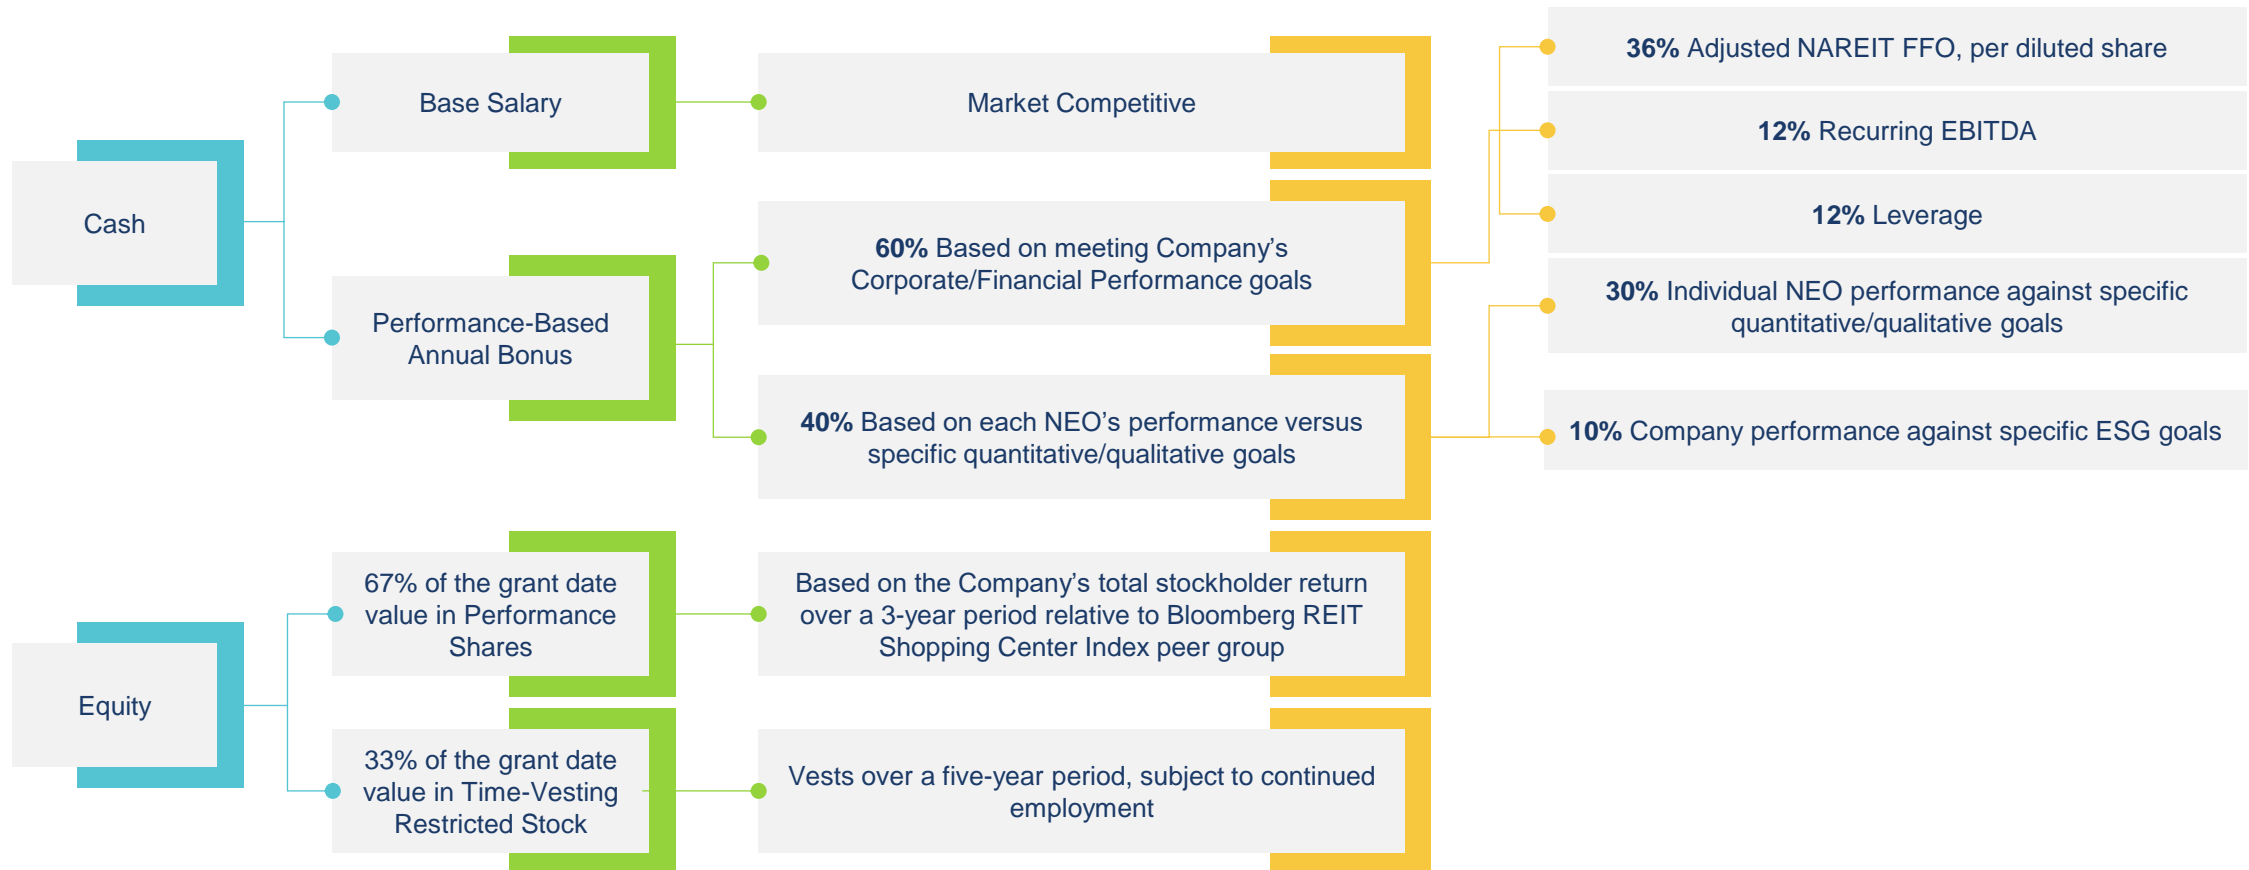 Cash
Base Salary
Market Competitive
Performance-Based
Annual Bonus
60% Based on meeting Company’s
Corporate/Financial Performance goals
36% Adjusted NAREIT FFO, per diluted share
12% Recurring EBITDA
12% Leverage
40% Based on each NEO’s performance versus
specific quantitative/qualitative goals
30% Individual NEO performance against specific
quantitative/qualitative goals
10% Company performance against specific ESG goals
Equity
67% of the grant date
value in Performance
Shares
Based on the Company’s total stockholder return
over a 3-year period relative to Bloomberg REIT
Shopping Center Index peer group
33% of the grant date
value in Time-Vesting
Restricted Stock
Vests over a five-year period, subject to continued
employment